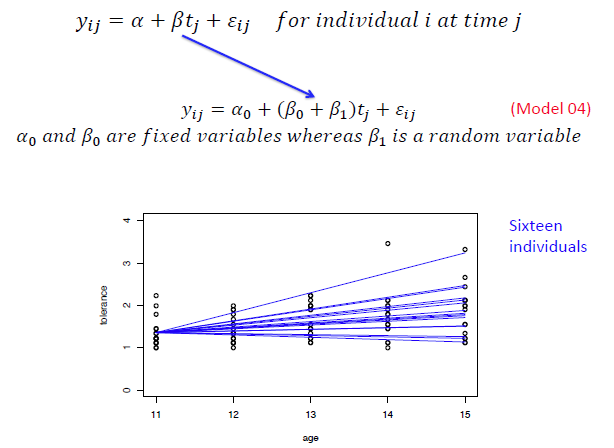 yᵢⱼ = α + βtⱼ + εᵢⱼ for individual i at time j
yᵢⱼ = α₀ + (β₀ + β₁)tⱼ + εᵢⱼ (Model 04)
α₀ and β₀ are fixed variables whereas β₁ is a random variable
Sixteen
individuals
tolerance
4
3
2
1
0
11 12 13 14 15
age